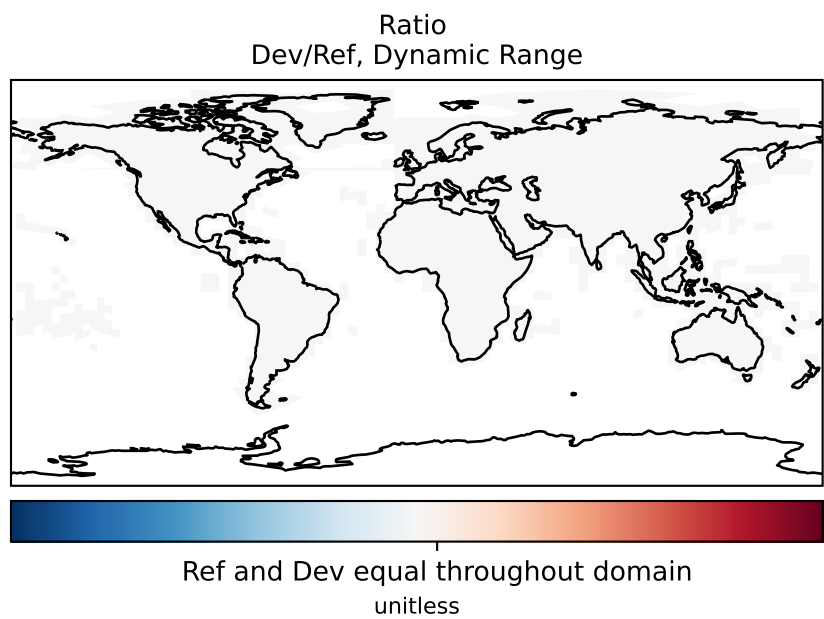 Ratio
Dev/Ref, Dynamic Range
Ref and Dev equal throughout domain
unitless